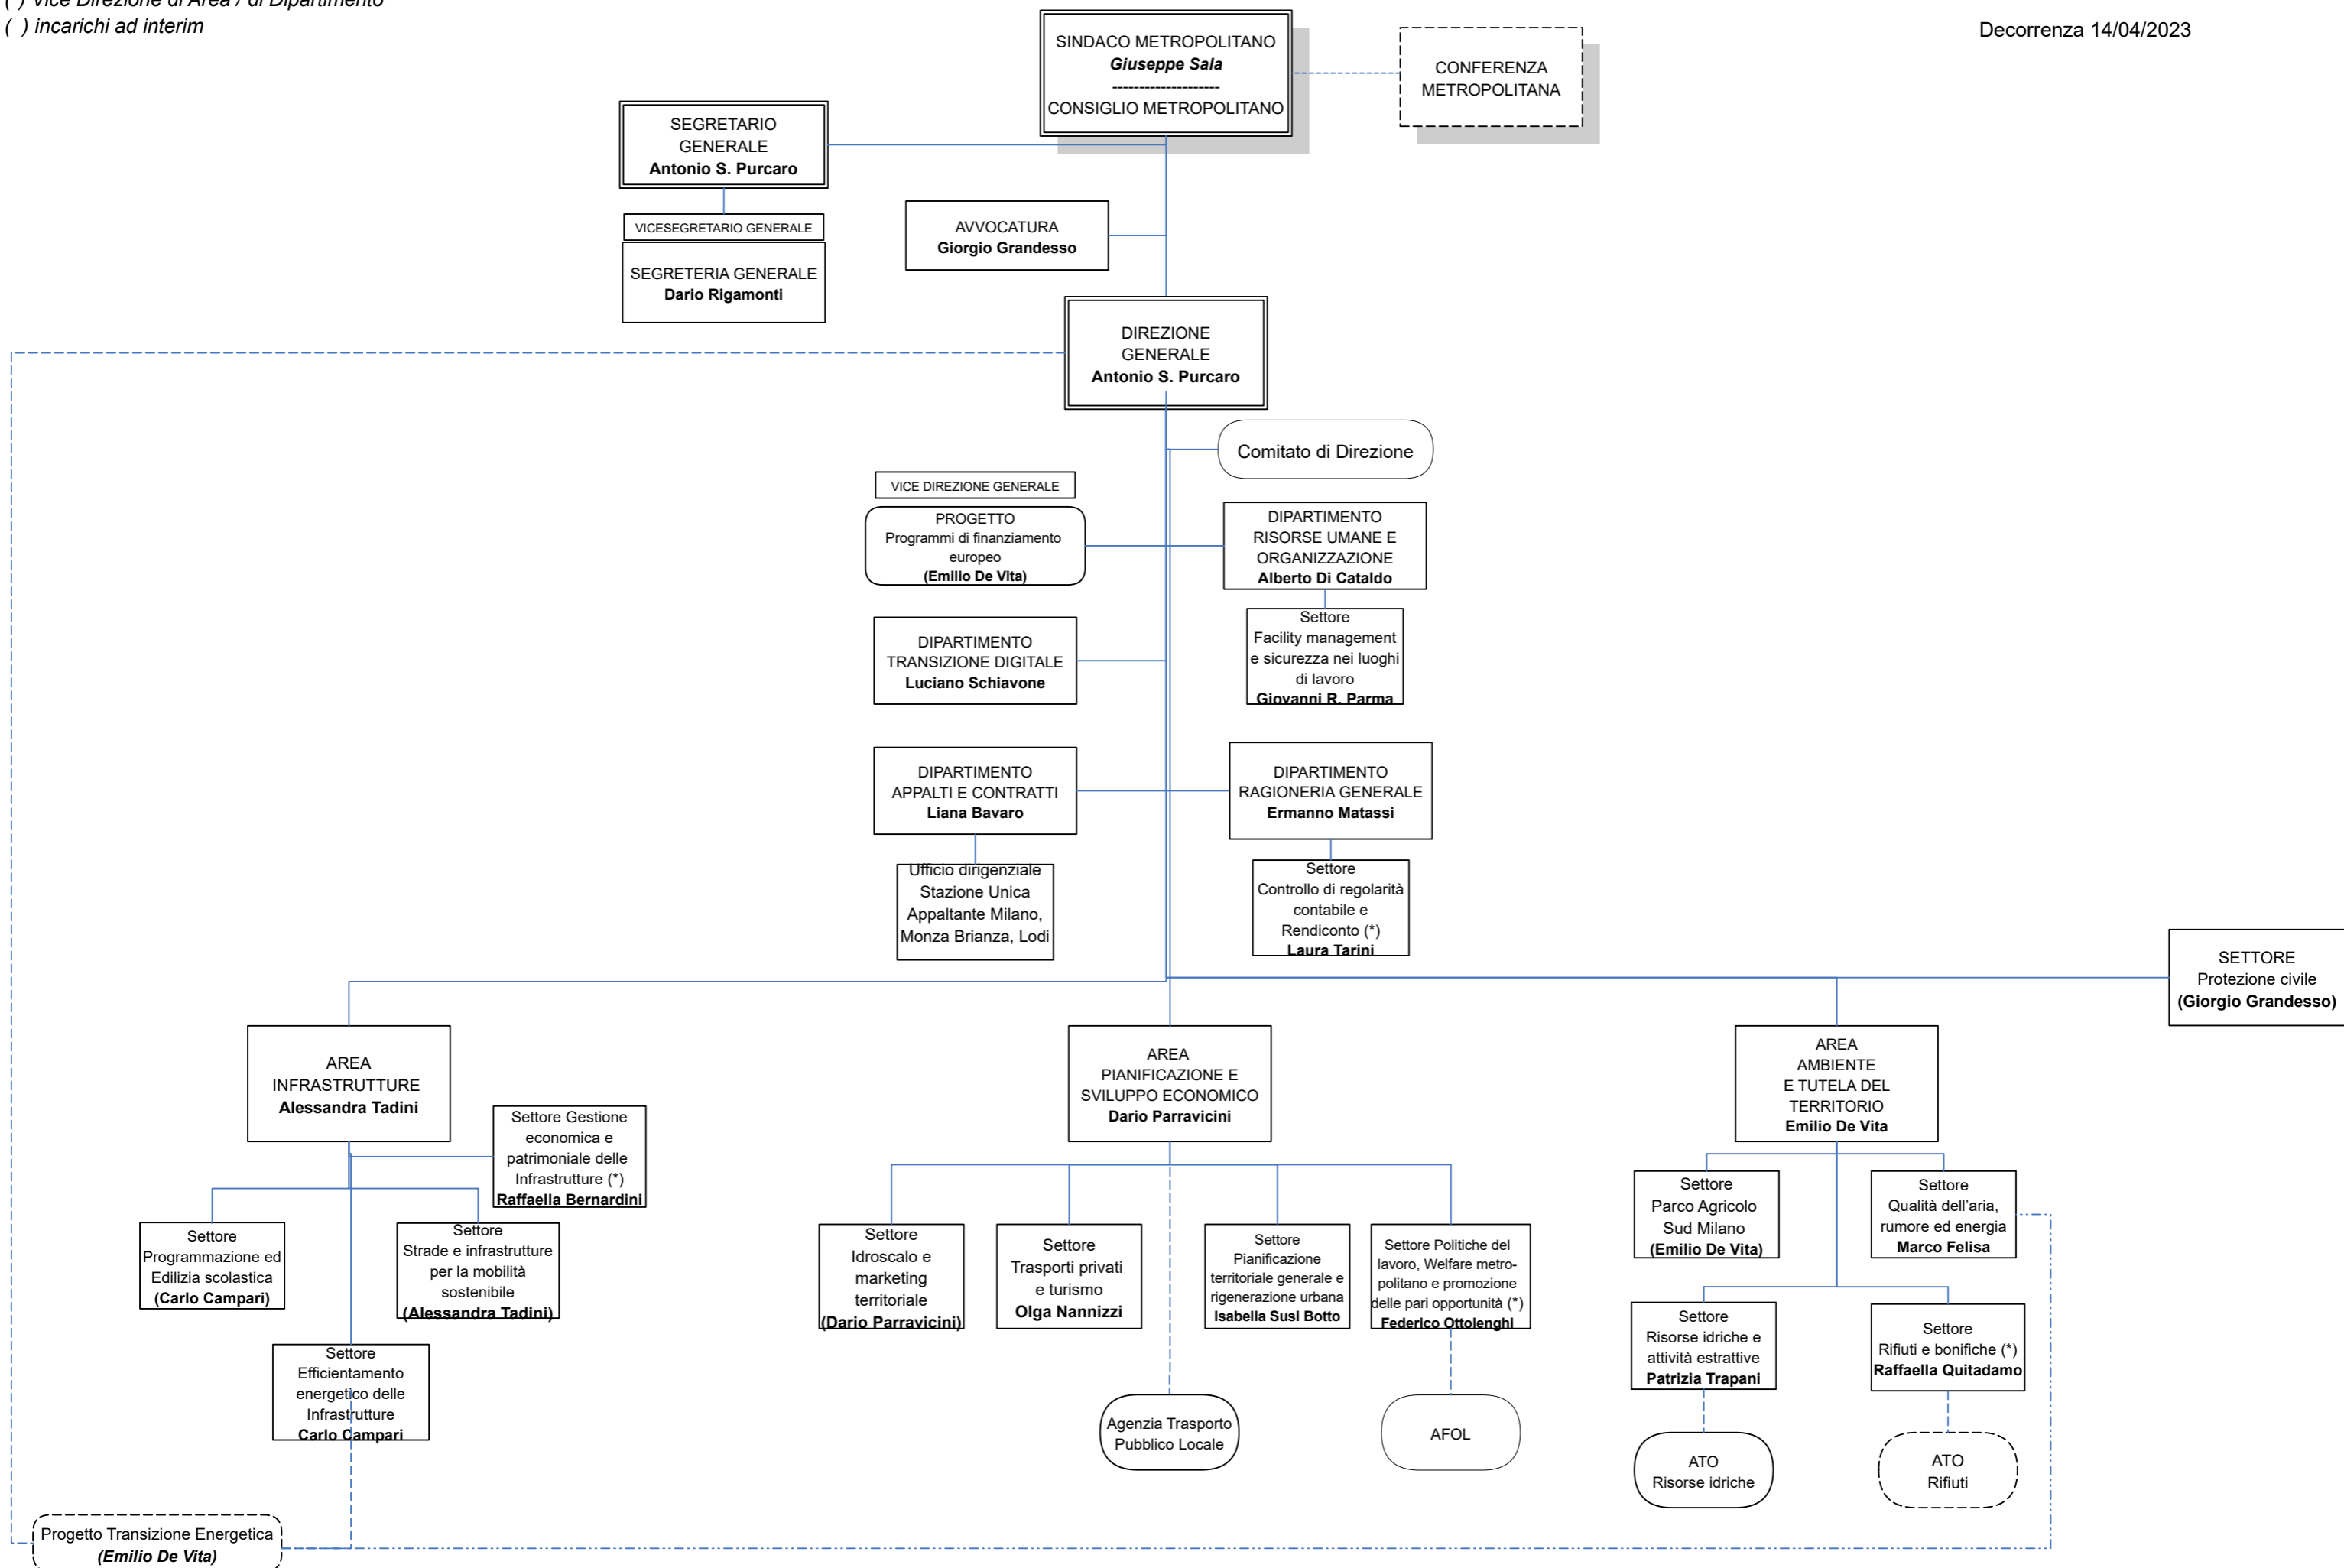 (*) Vice Direzione di Area / di Dipartimento
( ) incarichi ad interim
Decorrenza 14/04/2023
SINDACO METROPOLITANO
Giuseppe Sala
--------------------
CONSIGLIO METROPOLITANO
CONFERENZA
METROPOLITANA
SEGRETARIO
GENERALE
Antonio S. Purcaro
VICESEGRETARIO GENERALE
SEGRETERIA GENERALE
Dario Rigamonti
AVVOCATURA
Giorgio Grandesso
DIREZIONE
GENERALE
Antonio S. Purcaro
Comitato di Direzione
VICE DIREZIONE GENERALE
PROGETTO
Programmi di finanziamento
europeo
(Emilio De Vita)
DIPARTIMENTO
RISORSE UMANE E
ORGANIZZAZIONE
Alberto Di Cataldo
Settore
Facility management
e sicurezza nei luoghi
di lavoro
Giovanni R. Parma
DIPARTIMENTO
TRANSIZIONE DIGITALE
Luciano Schiavone
DIPARTIMENTO
APPALTI E CONTRATTI
Liana Bavaro
DIPARTIMENTO
RAGIONERIA GENERALE
Ermanno Matassi
Ufficio dirigenziale
Stazione Unica
Appaltante Milano,
Monza Brianza, Lodi
Settore
Controllo di regolarità
contabile e
Rendiconto (*)
Laura Tarini
SETTORE
Protezione civile
(Giorgio Grandesso)
AREA
INFRASTRUTTURE
Alessandra Tadini
Settore Gestione
economica e
patrimoniale delle
Infrastrutture (*)
Raffaella Bernardini
Settore
Programmazione ed
Edilizia scolastica
(Carlo Campari)
Settore
Strade e infrastrutture
per la mobilità
sostenibile
(Alessandra Tadini)
Settore
Efficientamento
energetico delle
Infrastrutture
Carlo Campari
AREA
PIANIFICAZIONE E
SVILUPPO ECONOMICO
Dario Parravicini
Settore
Idroscalo e
marketing
territoriale
(Dario Parravicini)
Settore
Trasporti privati
e turismo
Olga Nannizzi
Settore
Pianificazione
territoriale generale e
rigenerazione urbana
Isabella Susi Botto
Settore Politiche del
lavoro, Welfare metro-
politano e promozione
delle pari opportunità (*)
Federico Ottolenghi
Agenzia Trasporto
Pubblico Locale
AFOL
AREA
AMBIENTE
E TUTELA DEL
TERRITORIO
Emilio De Vita
Settore
Parco Agricolo
Sud Milano
(Emilio De Vita)
Settore
Qualità dell'aria,
rumore ed energia
Marco Felisa
Settore
Risorse idriche e
attività estrattive
Patrizia Trapani
Settore
Rifiuti e bonifiche (*)
Raffaella Quitadamo
ATO
Risorse idriche
ATO
Rifiuti
Progetto Transizione Energetica
(Emilio De Vita)